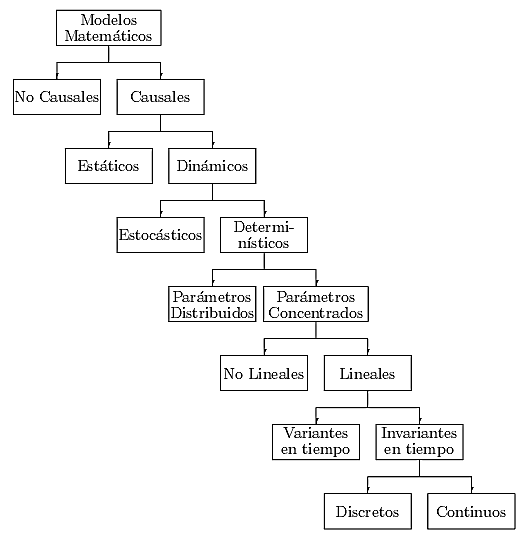 Modelos
Matemáticos
No Causales
Causales
Estáticos
Dinámicos
Estocásticos
Determi-
nísticos
Parámetros
Distribuidos
Parámetros
Concentrados
No Lineales
Lineales
Variantes
en tiempo
Invariantes
en tiempo
Discretos
Continuos